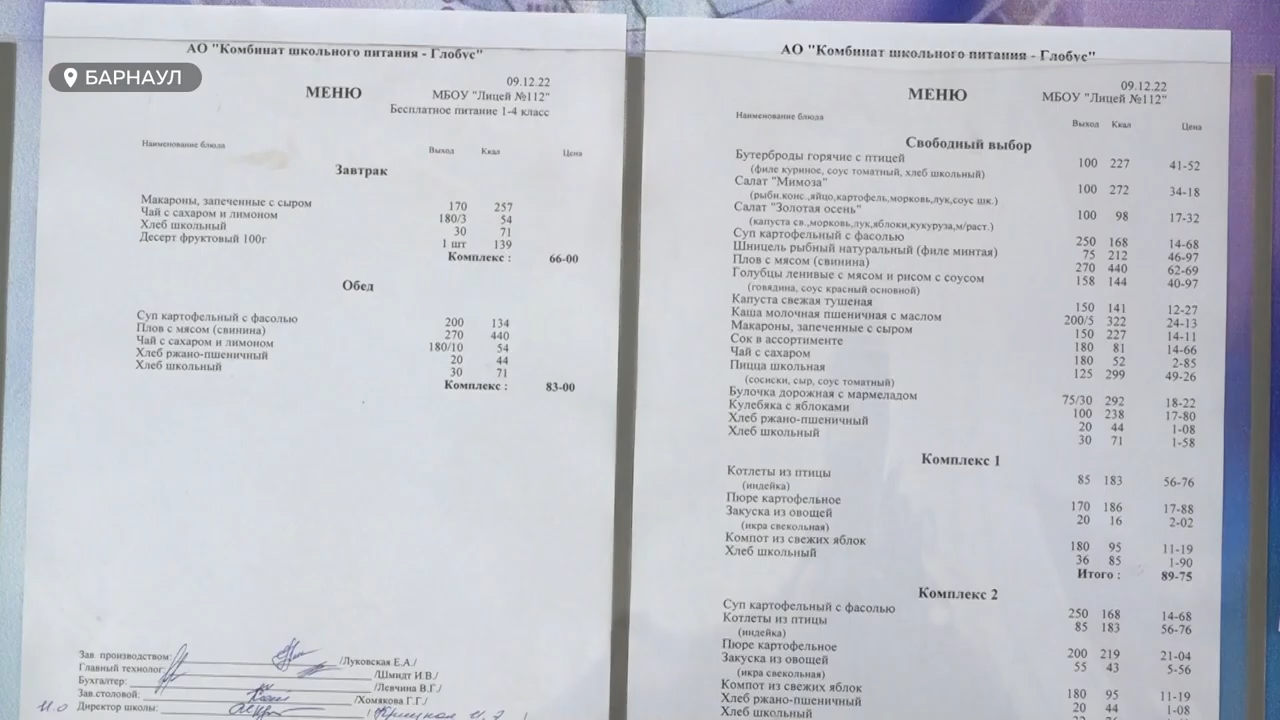 БАРНАУЛ
АО "Комбинат школьного питания - Глобус"
09.12.22
МЕНЮ МБОУ "Лицей №112"
Бесплатное питание 1-4 класс
Наименование блюда Выход Ккал Цена
Завтрак
Макароны, запеченные с сыром 170 257
Чай с сахаром и лимоном 180/3 54
Хлеб школьный 30 71
Десерт фруктовый 100г 1 шт 139
Комплекс : 66-00
Обед
Суп картофельный с фасолью 200 134
Плов с мясом (свинина) 270 440
Чай с сахаром и лимоном 180/10 54
Хлеб ржано-пшеничный 20 44
Хлеб школьный 30 71
Комплекс : 83-00
Зав. производством: /Луковская Е.А./
Главный технолог: /Шмидт И.В./
Бухгалтер: /Левчина В.Г./
Зав.столовой: /Хомякова Г.Г./
И.о Директор школы:
АО "Комбинат школьного питания - Глобус"
09.12.22
МЕНЮ МБОУ "Лицей №112"
Наименование блюда Выход Ккал Цена
Свободный выбор
Бутерброды горячие с птицей 100 227 41-52
(филе куриное, соус томатный, хлеб школьный)
Салат "Мимоза" 100 272 34-18
(рыбн.конс.,яйцо,картофель,морковь,лук,соус шк.)
Салат "Золотая осень" 100 98 17-32
(капуста св.,морковь,лук,яблоки,кукуруза,м/раст.)
Суп картофельный с фасолью 250 168 14-68
Шницель рыбный натуральный (филе минтая) 75 212 46-97
Плов с мясом (свинина) 270 440 62-69
Голубцы ленивые с мясом и рисом с соусом 158 144 40-97
(говядина, соус красный основной)
Капуста свежая тушеная 150 141 12-27
Каша молочная пшеничная с маслом 200/5 322 24-13
Макароны, запеченные с сыром 150 227 14-11
Сок в ассортименте 180 81 14-66
Чай с сахаром 180 52 2-85
Пицца школьная 125 299 49-26
(сосиски, сыр, соус томатный)
Булочка дорожная с мармеладом 75/30 292 18-22
Кулебяка с яблоками 100 238 17-80
Хлеб ржано-пшеничный 20 44 1-08
Хлеб школьный 30 71 1-58
Комплекс 1
Котлеты из птицы 85 183 56-76
(индейка)
Пюре картофельное 170 186 17-88
Закуска из овощей 20 16 2-02
(икра свекольная)
Компот из свежих яблок 180 95 11-19
Хлеб школьный 36 85 1-90
Итого : 89-75
Комплекс 2
Суп картофельный с фасолью 250 168 14-68
Котлеты из птицы 85 183 56-76
(индейка)
Пюре картофельное 200 219 21-04
Закуска из овощей 55 43 5-56
(икра свекольная)
Компот из свежих яблок 180 95 11-19
Хлеб ржано-пшеничный 20 44 1-08
Хлеб школьный